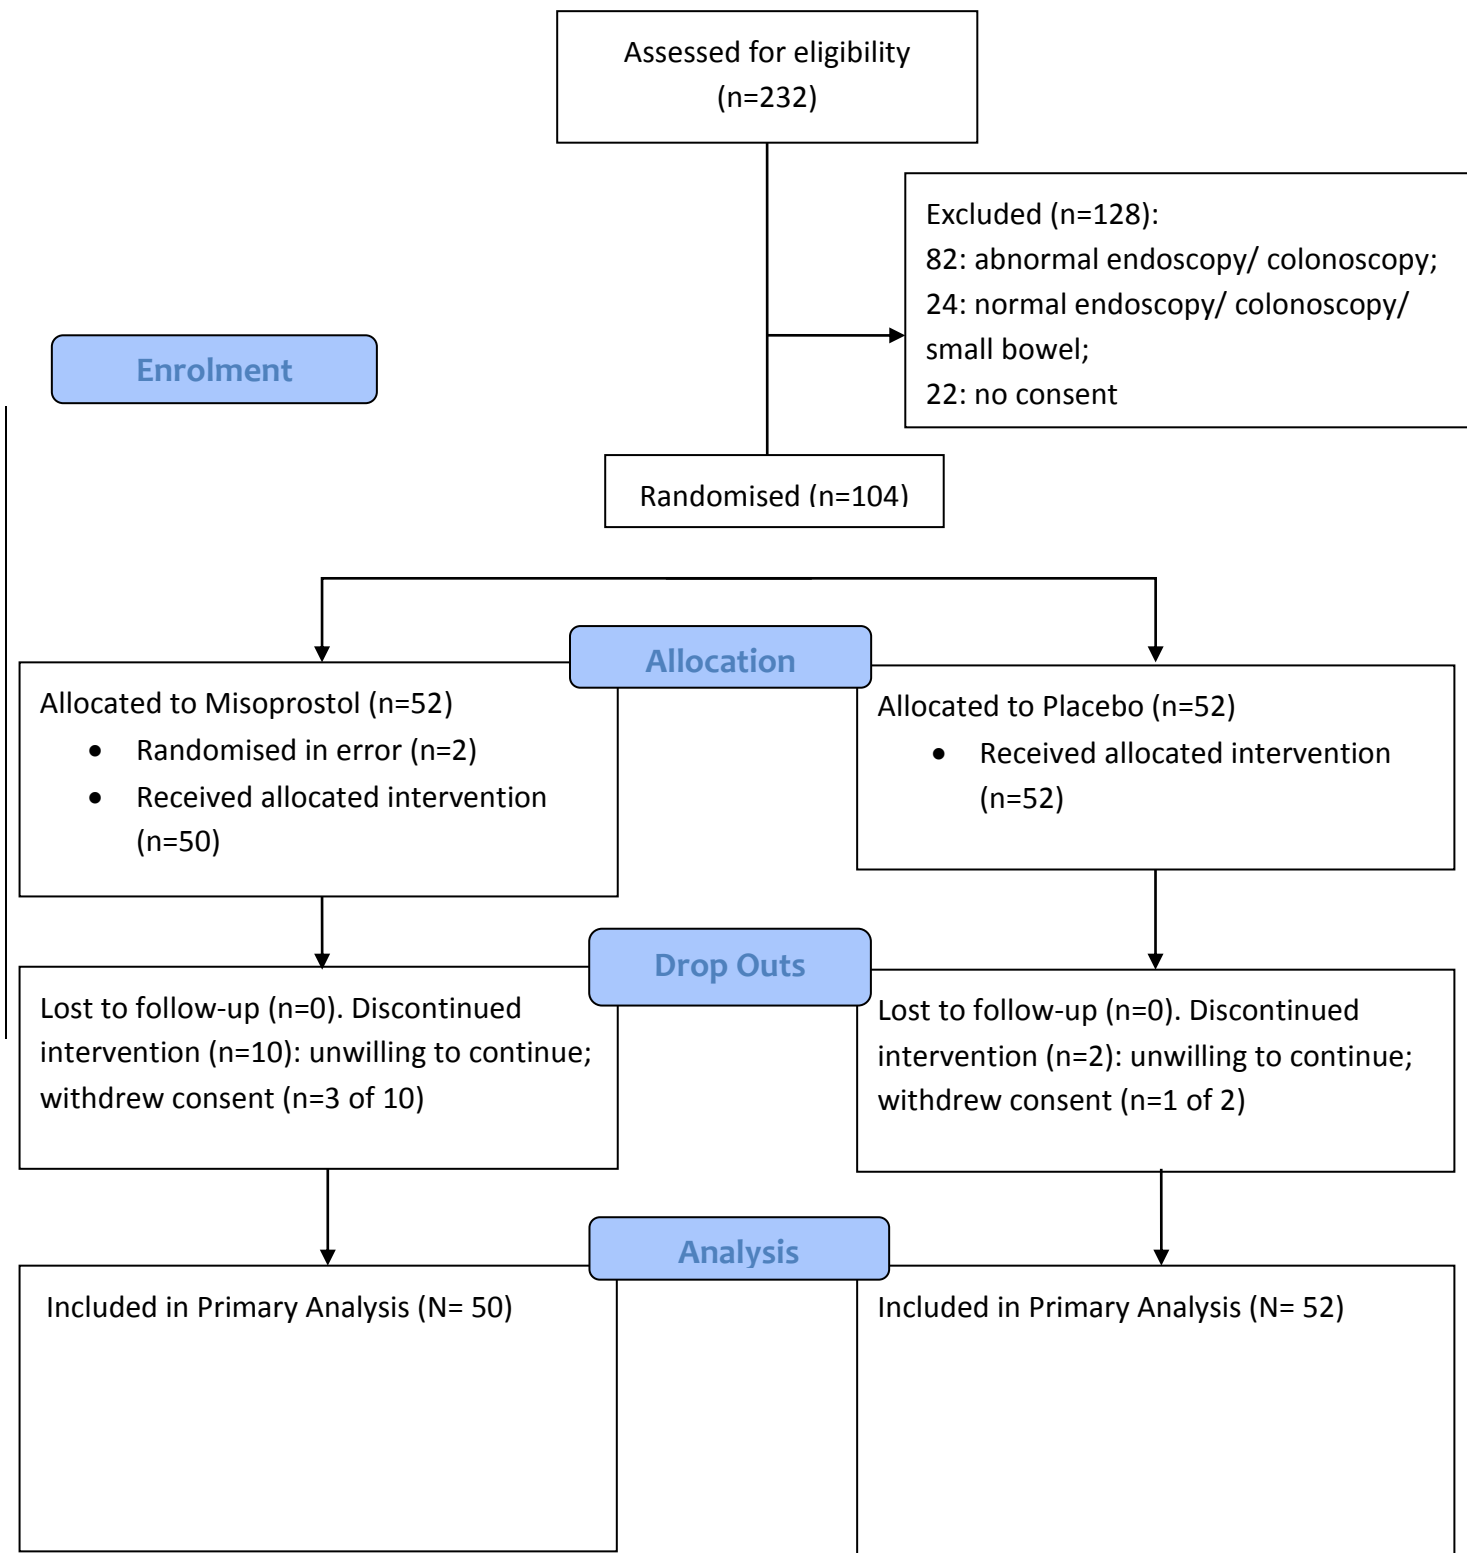 Assessed for eligibility
(n=232)
Excluded (n=128):
82: abnormal endoscopy/ colonoscopy;
24: normal endoscopy/ colonoscopy/
small bowel;
22: no consent
Enrolment
Randomised (n=104)
Allocation
Allocated to Misoprostol (n=52)
• Randomised in error (n=2)
• Received allocated intervention
(n=50)
Allocated to Placebo (n=52)
• Received allocated intervention
(n=52)
Drop Outs
Lost to follow-up (n=0). Discontinued
intervention (n=10): unwilling to continue;
withdrew consent (n=3 of 10)
Lost to follow-up (n=0). Discontinued
intervention (n=2): unwilling to continue;
withdrew consent (n=1 of 2)
Analysis
Included in Primary Analysis (N= 50)
Included in Primary Analysis (N= 52)